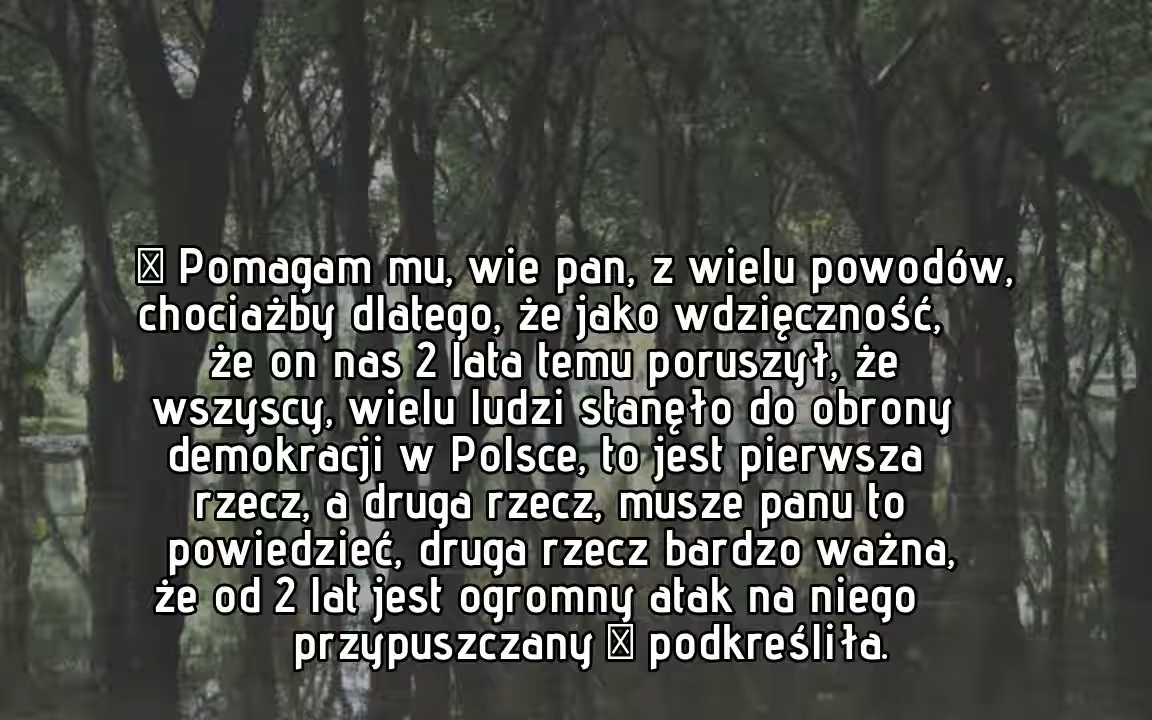 Pomagam mu, wie pan, z wielu powodów,
chociażby dlatego, że jako wdzięczność,
że on nas 2 lata temu poruszył, że
wszyscy, wielu ludzi stanęło do obrony
demokracji w Polsce, to jest pierwsza
rzecz, a druga rzecz, musze panu to
powiedzieć, druga rzecz bardzo ważna,
że od 2 lat jest ogromny atak na niego
przypuszczany podkreśliła.